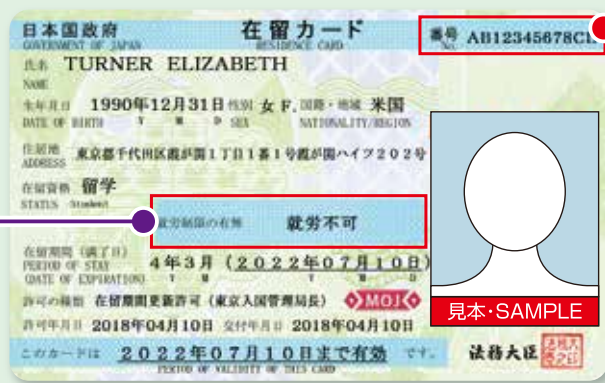 日本国政府 在留カード 番号 AB12345678C
GOVERNMENT OF JAPAN RESIDENCE CARD No.
氏名 TURNER ELIZABETH
NAME
生年月日 1990年12月31日 性別 女 F. 国籍・地域 米国
DATE OF BIRTH Y M D SEX NATIONALITY/REGION
住居地 東京都千代田区霞が関1丁目1番1号霞が関ハイツ202号
ADDRESS
在留資格 留学
STATUS Student
就労制限の有無 就労不可
在留期間(満了日) 4年3月(2022年07月10日)
PERIOD OF STAY
(DATE OF EXPIRATION) Y M Y M D
許可の種類 在留期間更新許可(東京入国管理局長) MOJ
見本・SAMPLE
許可年月日 2018年04月10日 交付年月日 2018年04月10日
このカードは 2022年07月10日まで有効 です。 法務大臣
PERIOD OF VALIDITY OF THIS CARD